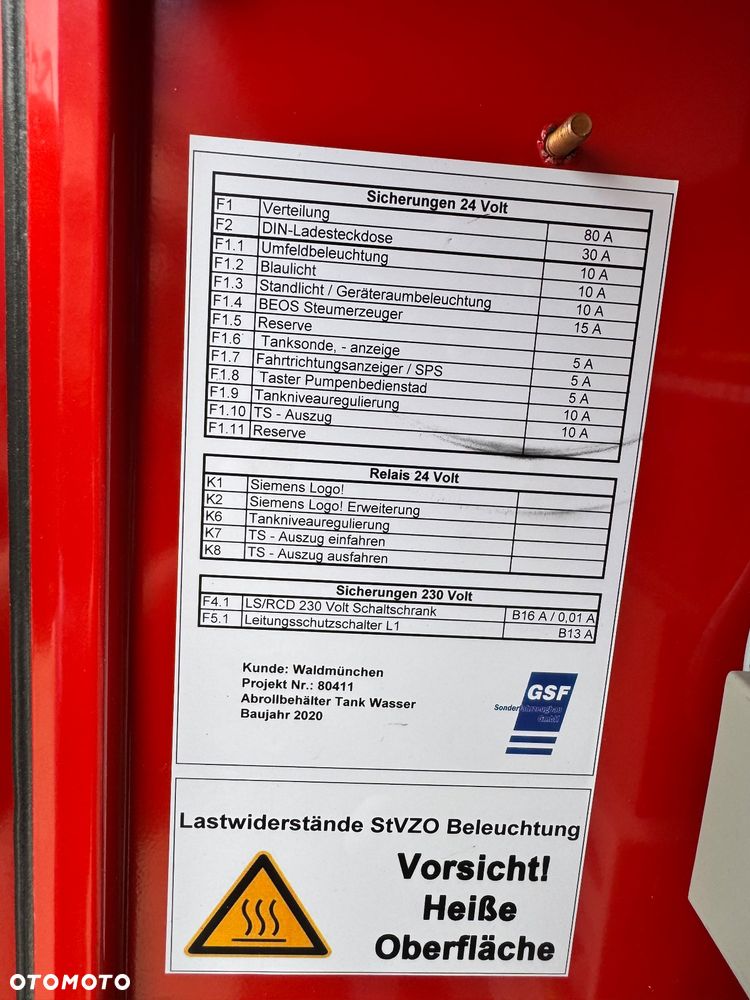 Sicherungen 24 Volt
F1 Verteilung 80 A
F2 DIN-Ladesteckdose 30 A
F1.1 Umfeldbeleuchtung 10 A
F1.2 Blaulicht 10 A
F1.3 Standlicht / Geräteraumbeleuchtung 10 A
F1.4 BEOS Steumerzeuger 15 A
F1.5 Reserve
F1.6 Tanksonde, - anzeige 5 A
F1.7 Fahrtrichtungsanzeiger / SPS 5 A
F1.8 Taster Pumpenbedienstad 5 A
F1.9 Tankniveauregulierung 10 A
F1.10 TS - Auszug 10 A
F1.11 Reserve
Relais 24 Volt
K1 Siemens Logo!
K2 Siemens Logo! Erweiterung
K6 Tankniveauregulierung
K7 TS - Auszug einfahren
K8 TS - Auszug ausfahren
Sicherungen 230 Volt
F4.1 LS/RCD 230 Volt Schaltschrank B16 A / 0,01 A
F5.1 Leitungsschutzschalter L1 B13 A
Kunde: Waldmünchen
Projekt Nr.: 80411
Abrollbehälter Tank Wasser
Baujahr 2020
GSF
Sonderfahrzeugbau
GmbH
Lastwiderstände StVZO Beleuchtung
Vorsicht!
Heiße
Oberfläche
OTOMOTO